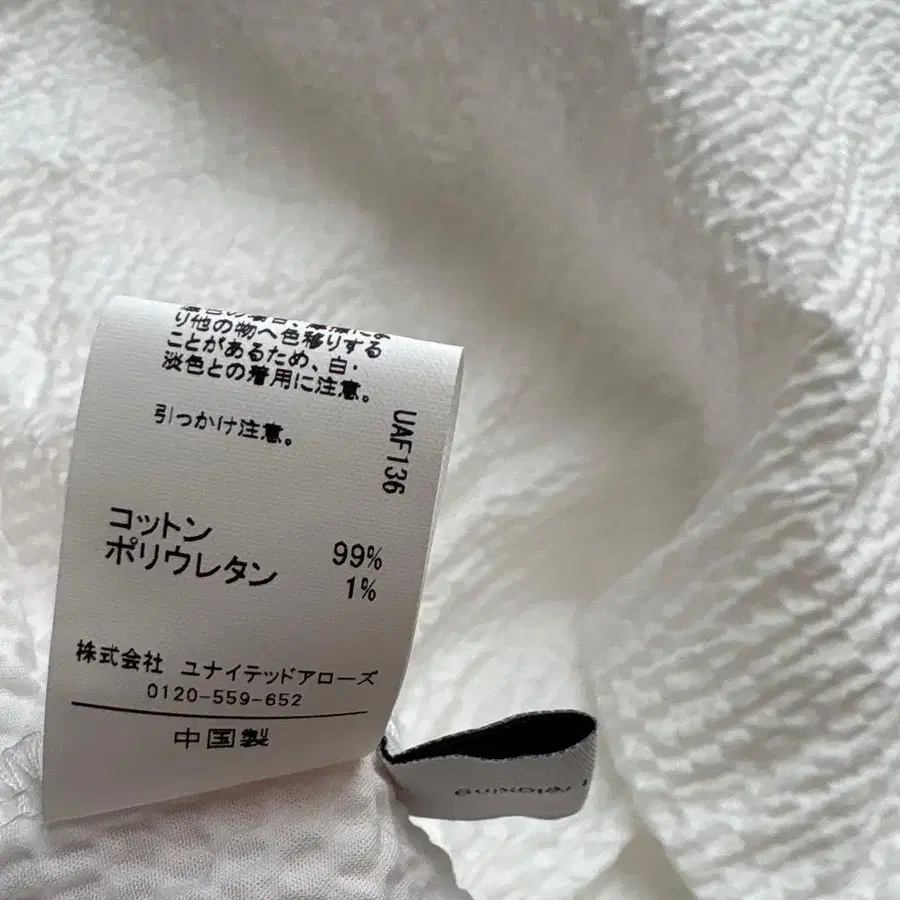 り他の物へ色移りする
ことがあるため、白・
淡色との着用に注意。
引っかけ注意。
UAF136
コットン 99%
ポリウレタン 1%
株式会社 ユナイテッドアローズ
0120-559-652
中国製
relaxing